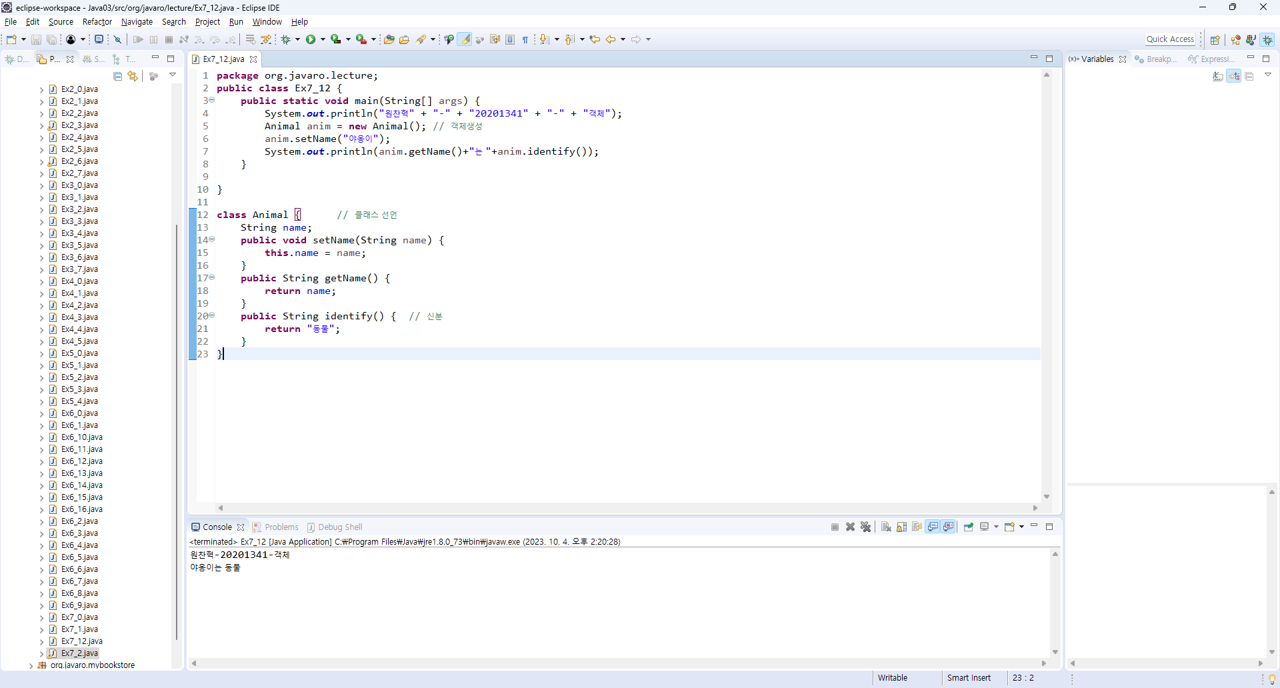 eclipse-workspace - Java03/src/org/javaro/lecture/Ex7_12.java - Eclipse IDE
File Edit Source Refactor Navigate Search Project Run Window Help
Quick Access
D... P... S... T...
Ex2_0.java
Ex2_1.java
Ex2_2.java
Ex2_3.java
Ex2_4.java
Ex2_5.java
Ex2_6.java
Ex2_7.java
Ex3_0.java
Ex3_1.java
Ex3_2.java
Ex3_3.java
Ex3_4.java
Ex3_5.java
Ex3_6.java
Ex3_7.java
Ex4_0.java
Ex4_1.java
Ex4_2.java
Ex4_3.java
Ex4_4.java
Ex4_5.java
Ex5_0.java
Ex5_1.java
Ex5_2.java
Ex5_3.java
Ex5_4.java
Ex6_0.java
Ex6_1.java
Ex6_10.java
Ex6_11.java
Ex6_12.java
Ex6_13.java
Ex6_14.java
Ex6_15.java
Ex6_16.java
Ex6_2.java
Ex6_3.java
Ex6_4.java
Ex6_5.java
Ex6_6.java
Ex6_7.java
Ex6_8.java
Ex6_9.java
Ex7_0.java
Ex7_1.java
Ex7_12.java
Ex7_2.java
org.javaro.mybookstore
Ex7_12.java
1 package org.javaro.lecture;
2 public class Ex7_12 {
3 public static void main(String[] args) {
4 System.out.println("원찬혁" + "-" + "20201341" + "-" + "객체");
5 Animal anim = new Animal(); // 객체생성
6 anim.setName("야옹이");
7 System.out.println(anim.getName()+"는 "+anim.identify());
8 }
9
10 }
11
12 class Animal { // 클래스 선언
13 String name;
14 public void setName(String name) {
15 this.name = name;
16 }
17 public String getName() {
18 return name;
19 }
20 public String identify() { // 신분
21 return "동물";
22 }
23 }
Console Problems Debug Shell
<terminated> Ex7_12 [Java Application] C:₩Program Files₩Java₩jre1.8.0_73₩bin₩javaw.exe (2023. 10. 4. 오후 2:20:28)
원찬혁-20201341-객체
야옹이는 동물
(x)= Variables Breakp... Expressi...
Writable Smart Insert 23 : 2